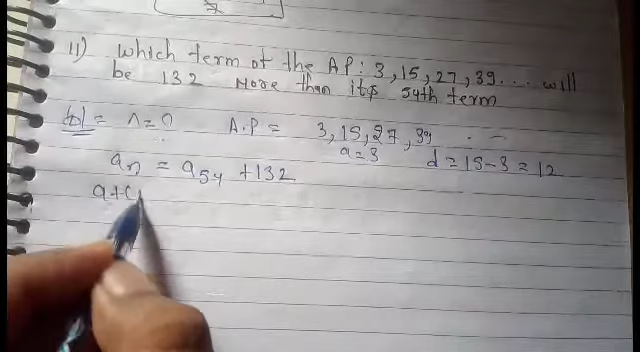 11) Which term of the AP: 3, 15, 27, 39... will
be 132 More than its 54th term
Sol = n = n A.P = 3, 15, 27, 39 ...
a = 3 d = 15 - 3 = 12
an = a54 + 132
a+(